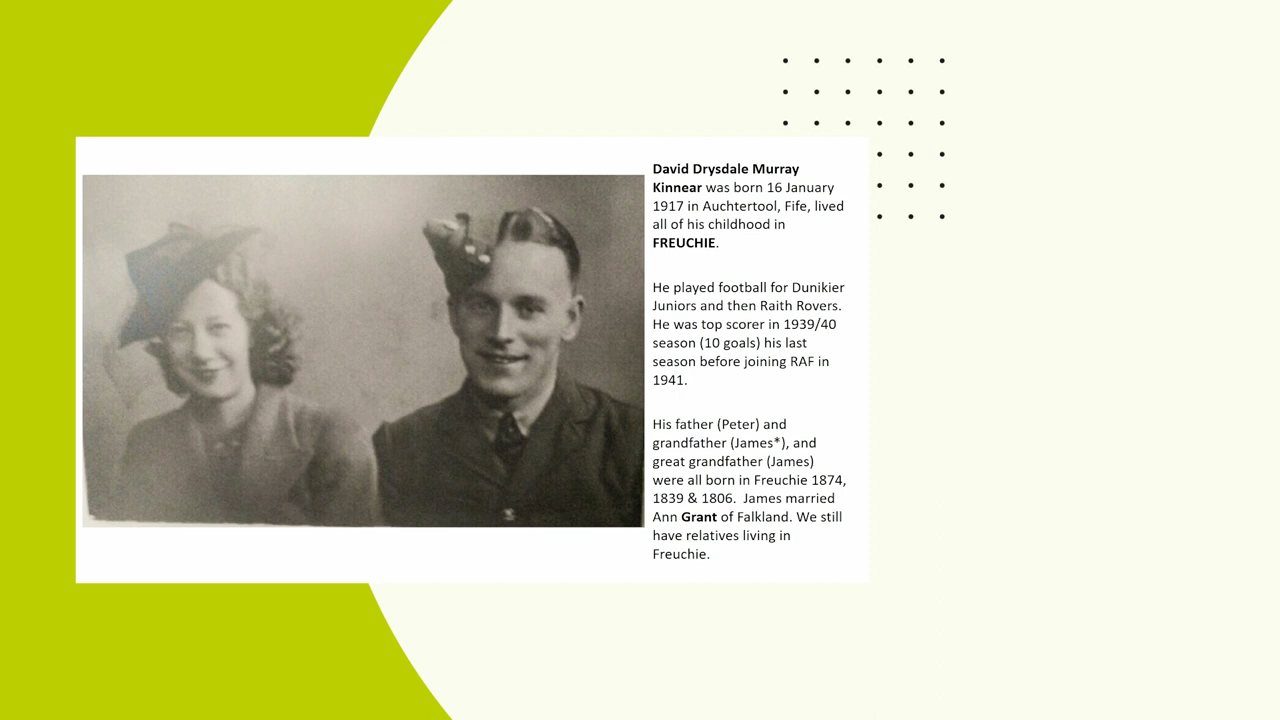 David Drysdale Murray
Kinnear was born 16 January
1917 in Auchtertool, Fife, lived
all of his childhood in
FREUCHIE.
He played football for Dunikier
Juniors and then Raith Rovers.
He was top scorer in 1939/40
season (10 goals) his last
season before joining RAF in
1941.
His father (Peter) and
grandfather (James*), and
great grandfather (James)
were all born in Freuchie 1874,
1839 & 1806.  James married
Ann Grant of Falkland. We still
have relatives living in
Freuchie.